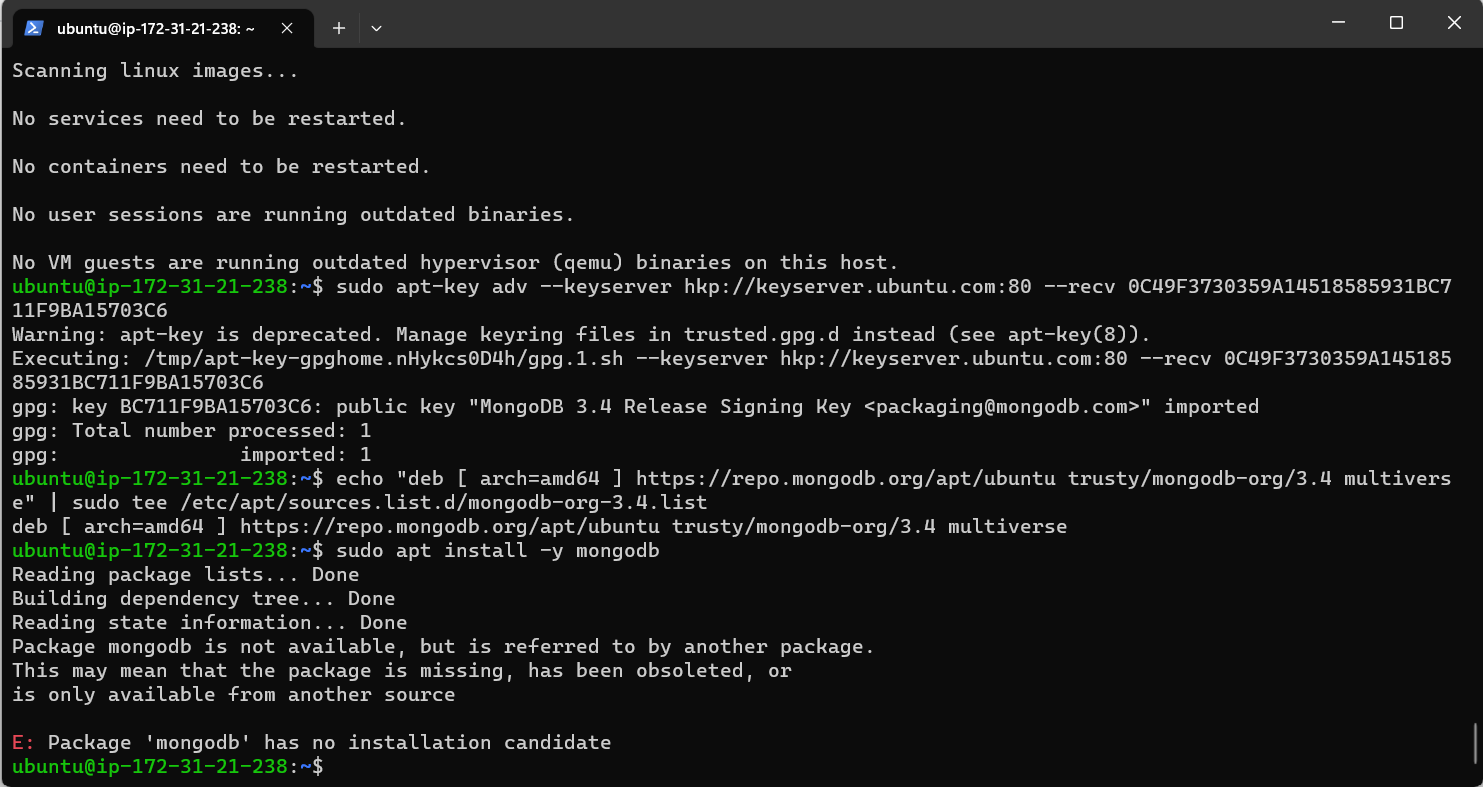 ubuntu@ip-172-31-21-238: ~
Scanning linux images...
No services need to be restarted.
No containers need to be restarted.
No user sessions are running outdated binaries.
No VM guests are running outdated hypervisor (qemu) binaries on this host.
ubuntu@ip-172-31-21-238:~$ sudo apt-key adv --keyserver hkp://keyserver.ubuntu.com:80 --recv 0C49F3730359A14518585931BC7
11F9BA15703C6
Warning: apt-key is deprecated. Manage keyring files in trusted.gpg.d instead (see apt-key(8)).
Executing: /tmp/apt-key-gpghome.nHykcs0D4h/gpg.1.sh --keyserver hkp://keyserver.ubuntu.com:80 --recv 0C49F3730359A145185
85931BC711F9BA15703C6
gpg: key BC711F9BA15703C6: public key "MongoDB 3.4 Release Signing Key <packaging@mongodb.com>" imported
gpg: Total number processed: 1
gpg:               imported: 1
ubuntu@ip-172-31-21-238:~$ echo "deb [ arch=amd64 ] https://repo.mongodb.org/apt/ubuntu trusty/mongodb-org/3.4 multivers
e" | sudo tee /etc/apt/sources.list.d/mongodb-org-3.4.list
deb [ arch=amd64 ] https://repo.mongodb.org/apt/ubuntu trusty/mongodb-org/3.4 multiverse
ubuntu@ip-172-31-21-238:~$ sudo apt install -y mongodb
Reading package lists... Done
Building dependency tree... Done
Reading state information... Done
Package mongodb is not available, but is referred to by another package.
This may mean that the package is missing, has been obsoleted, or
is only available from another source
E: Package 'mongodb' has no installation candidate
ubuntu@ip-172-31-21-238:~$